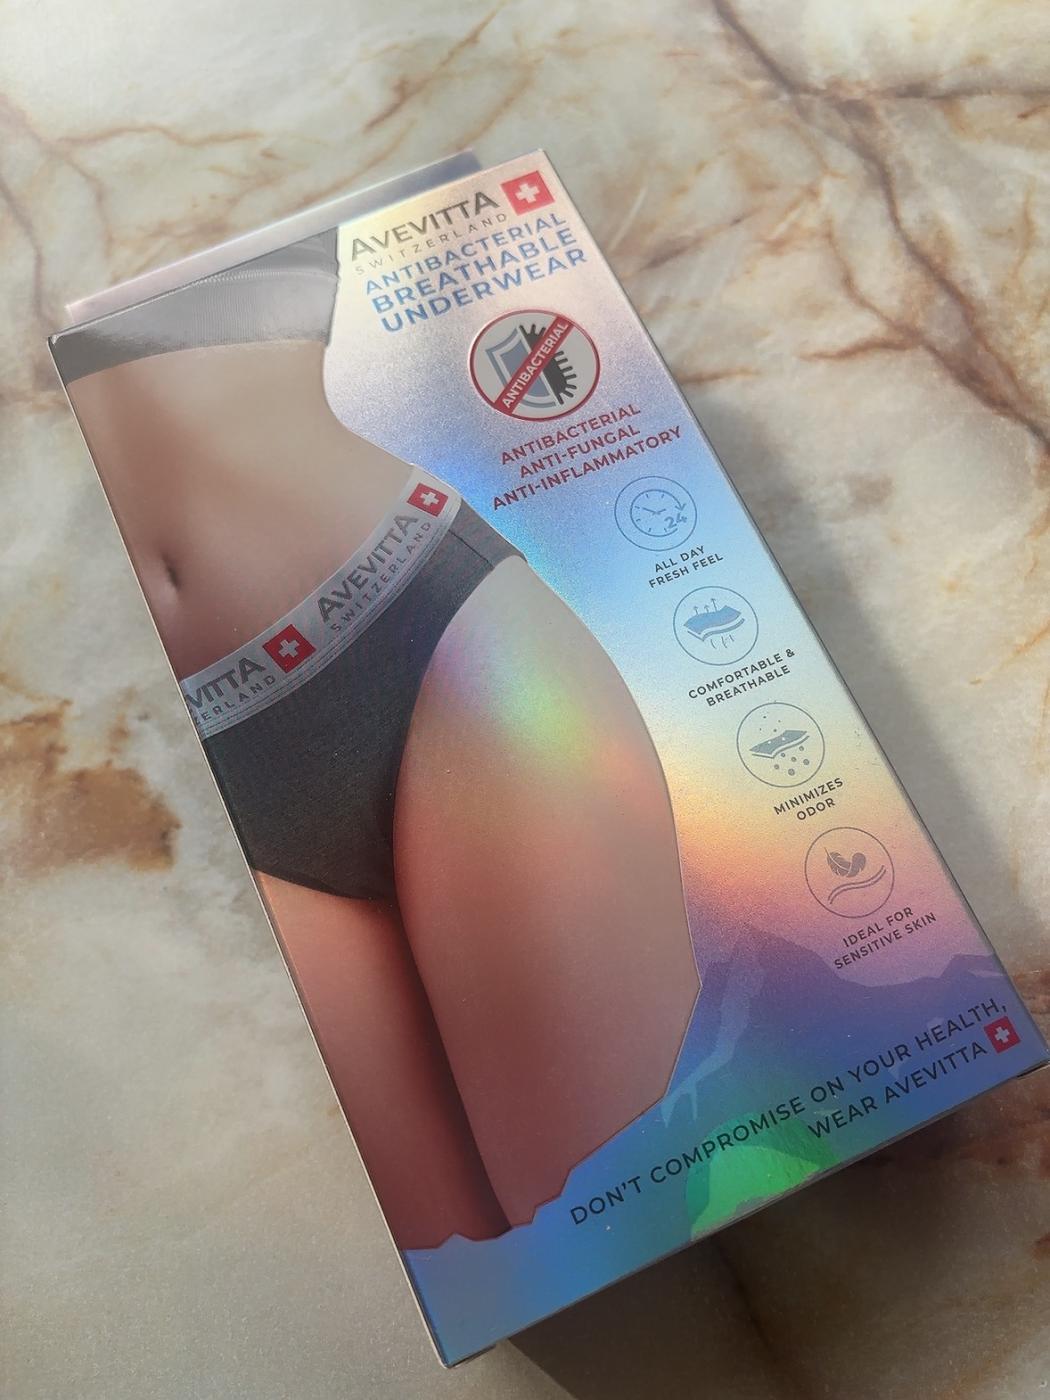 AVEVITTA
SWITZERLAND
ANTIBACTERIAL
BREATHABLE
UNDERWEAR
ANTIBACTERIAL
ANTIBACTERIAL
ANTI-FUNGAL
ANTI-INFLAMMATORY
24
ALL DAY
FRESH FEEL
COMFORTABLE &
BREATHABLE
MINIMIZES
ODOR
IDEAL FOR
SENSITIVE SKIN
VITTA
ZERLAND
AVEVITTA
SWITZERLAND
DON'T COMPROMISE ON YOUR HEALTH,
WEAR AVEVITTA